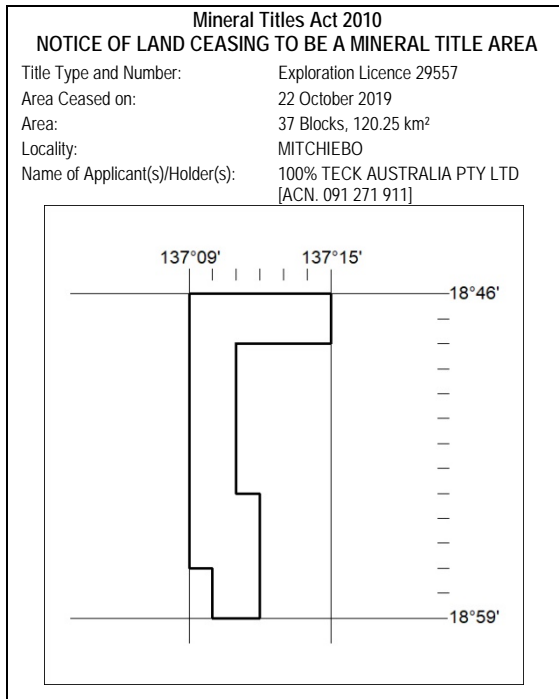 Mineral Titles Act 2010
NOTICE OF LAND CEASING TO BE A MINERAL TITLE AREA
Title Type and Number: Exploration Licence 29557
Area Ceased on: 22 October 2019
Area: 37 Blocks, 120.25 km²
Locality: MITCHIEBO
Name of Applicant(s)/Holder(s): 100% TECK AUSTRALIA PTY LTD
[ACN. 091 271 911]
137°09' 137°15'
18°46'
18°59'